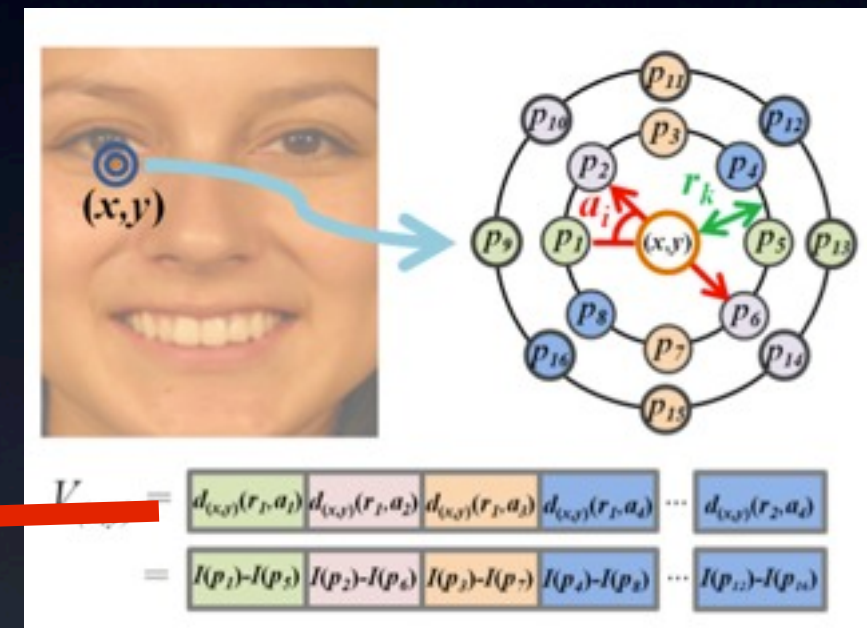 (x,y)
p11
p10
p12
p3
p2
p4
ai
rk
p9
p1
(x,y)
p5
p13
p8
p6
p16
p7
p14
p15
V = d(x,y)(r1,a1) d(x,y)(r1,a2) d(x,y)(r1,a3) d(x,y)(r1,a4) ... d(x,y)(r2,a4)
= I(p1)-I(p5) I(p2)-I(p6) I(p3)-I(p7) I(p4)-I(p8) ... I(p12)-I(p16)